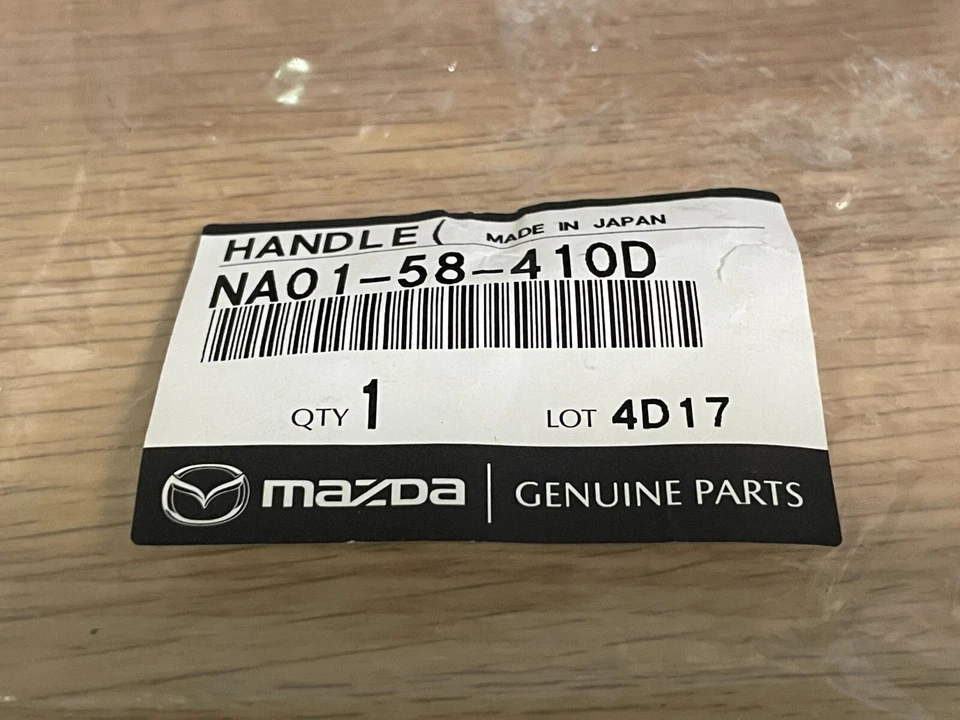 HANDLE ( MADE IN JAPAN
NA01-58-410D
QTY 1 LOT 4D17
mazda GENUINE PARTS